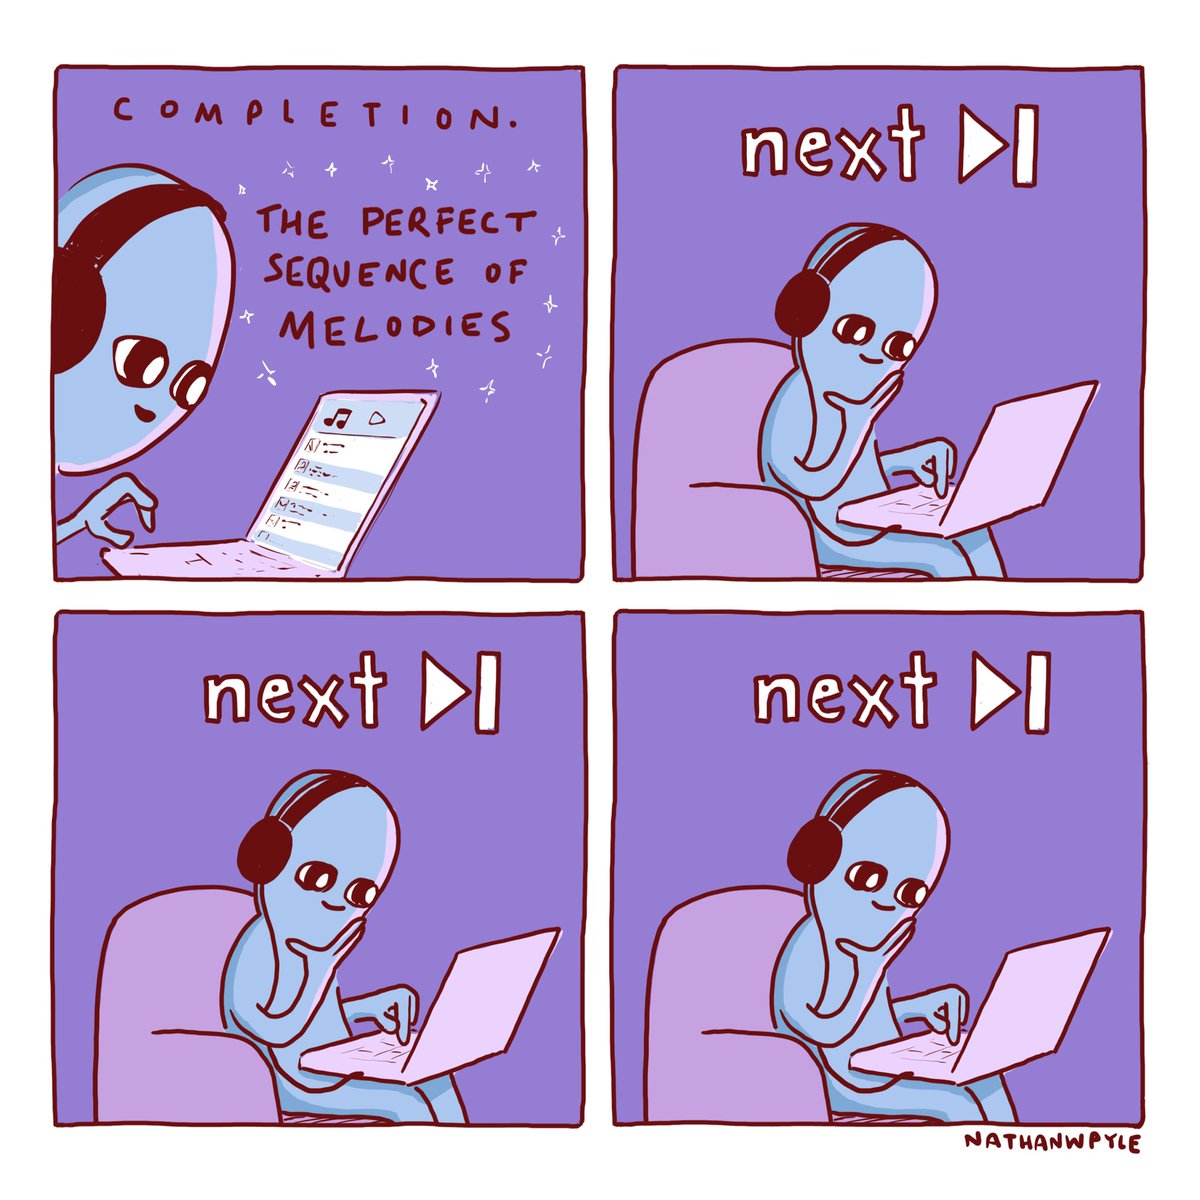 COMPLETION.
THE PERFECT
SEQUENCE OF
MELODIES
next
next
next
NATHANWPYLE